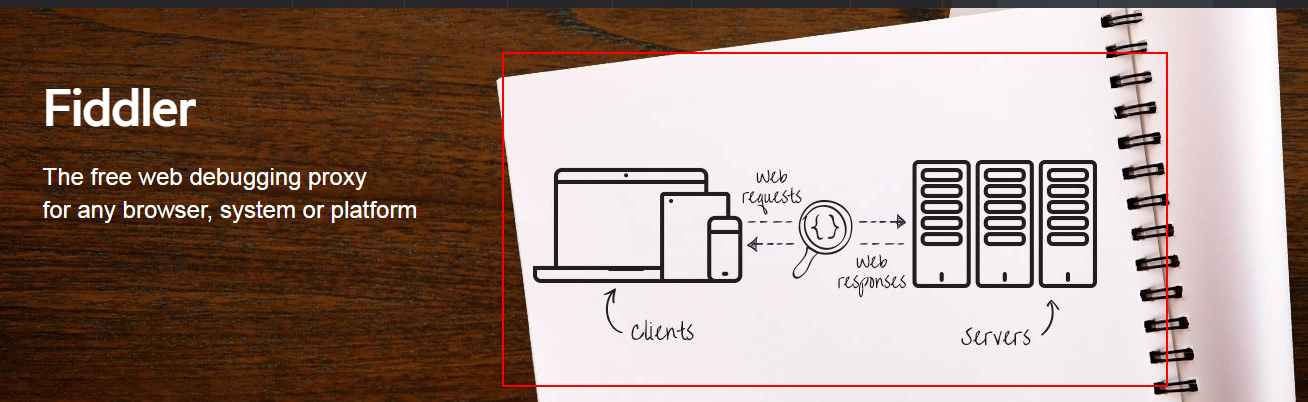 Fiddler
The free web debugging proxy
for any browser, system or platform
Web
requests
{}
Web
responses
Clients
Servers